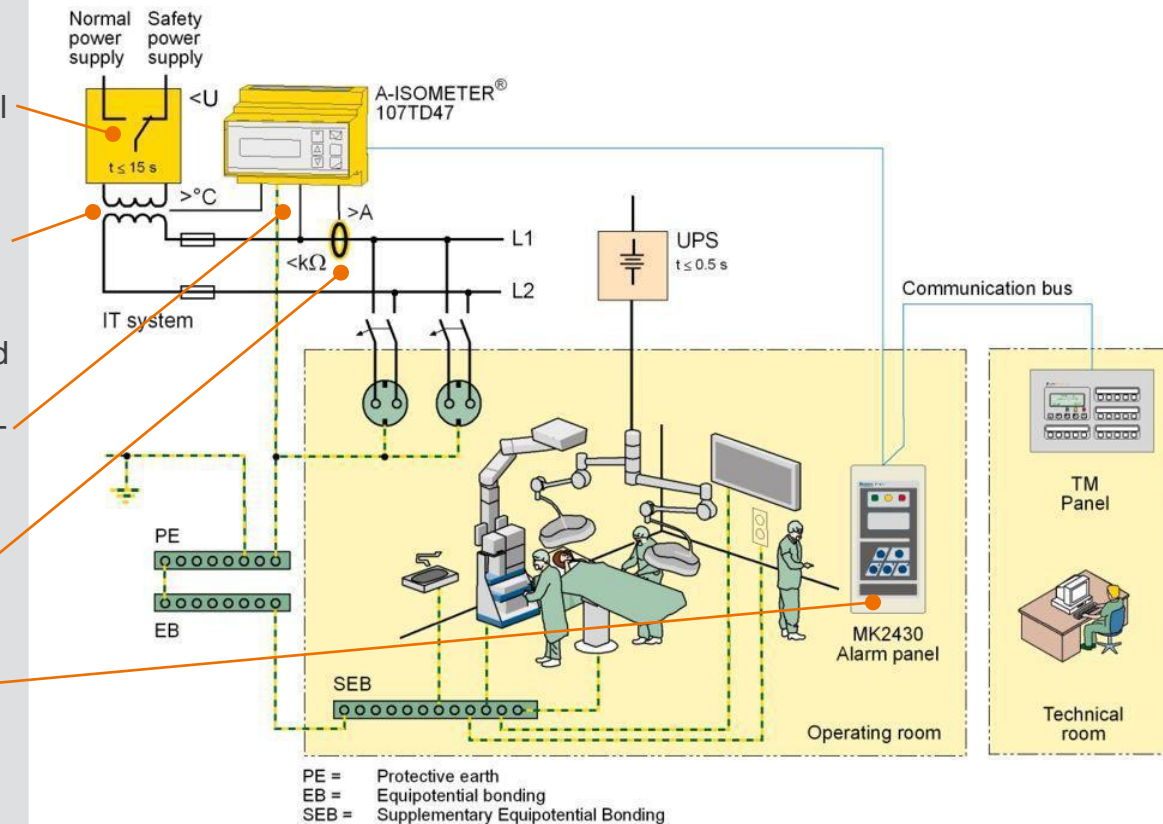 Normal
power
supply
Safety
power
supply
<U
t ≤ 15 s
A-ISOMETER®
107TD47
>°C
>A
<kΩ
L1
L2
IT system
UPS
t ≤ 0.5 s
Communication bus
PE
EB
SEB
MK2430
Alarm panel
Operating room
TM
Panel
Technical
room
PE = Protective earth
EB = Equipotential bonding
SEB = Supplementary Equipotential Bonding